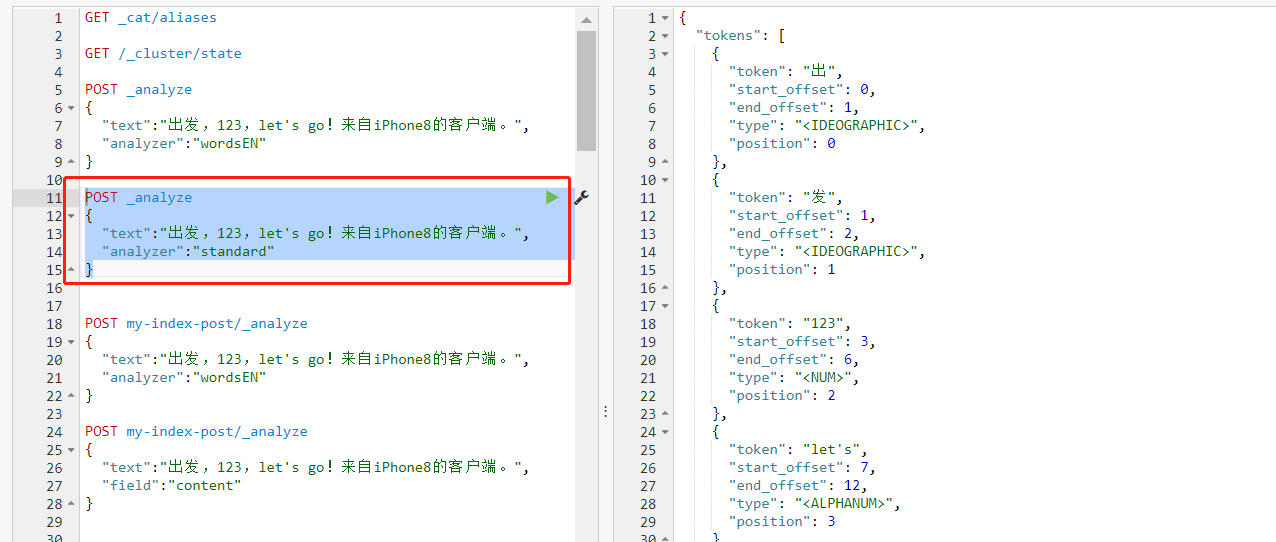 1 GET _cat/aliases
2
3 GET /_cluster/state
4
5 POST _analyze
6 {
7 "text":"出发，123，let's go！来自iPhone8的客户端。",
8 "analyzer":"wordsEN"
9 }
10
11 POST _analyze
12 {
13 "text":"出发，123，let's go！来自iPhone8的客户端。",
14 "analyzer":"standard"
15 }
16
17
18 POST my-index-post/_analyze
19 {
20 "text":"出发，123，let's go！来自iPhone8的客户端。",
21 "analyzer":"wordsEN"
22 }
23
24 POST my-index-post/_analyze
25 {
26 "text":"出发，123，let's go！来自iPhone8的客户端。",
27 "field":"content"
28 }
29
30
1 {
2 "tokens": [
3 {
4 "token": "出",
5 "start_offset": 0,
6 "end_offset": 1,
7 "type": "<IDEOGRAPHIC>",
8 "position": 0
9 },
10 {
11 "token": "发",
12 "start_offset": 1,
13 "end_offset": 2,
14 "type": "<IDEOGRAPHIC>",
15 "position": 1
16 },
17 {
18 "token": "123",
19 "start_offset": 3,
20 "end_offset": 6,
21 "type": "<NUM>",
22 "position": 2
23 },
24 {
25 "token": "let's",
26 "start_offset": 7,
27 "end_offset": 12,
28 "type": "<ALPHANUM>",
29 "position": 3
30 }